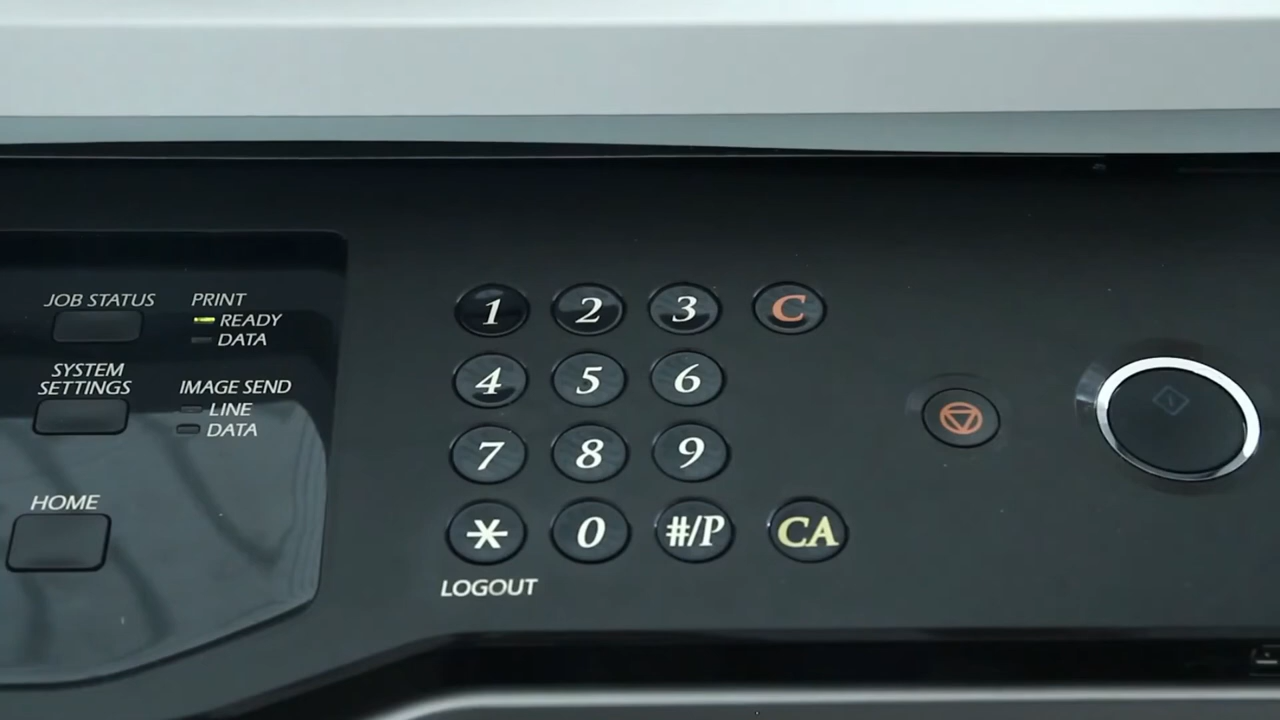 JOB STATUS
PRINT
READY
DATA
SYSTEM
SETTINGS
IMAGE SEND
LINE
DATA
HOME
1 2 3 C
4 5 6
7 8 9
* 0 #/P CA
LOGOUT